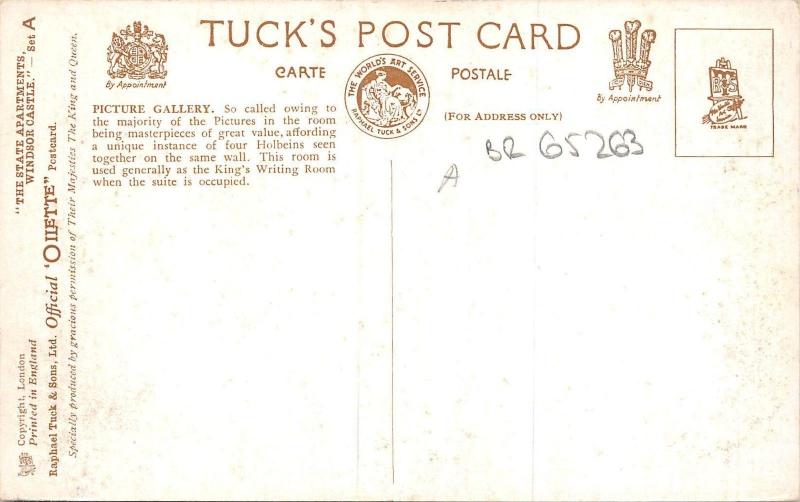 TUCK'S POST CARD
CARTE POSTALE
By Appointment
THE WORLD'S ART SERVICE
RAPHAEL TUCK & SONS LD
By Appointment
(FOR ADDRESS ONLY)
TRADE MARK
PICTURE GALLERY. So called owing to
the majority of the Pictures in the room
being masterpieces of great value, affording
a unique instance of four Holbeins seen
together on the same wall. This room is
used generally as the King's Writing Room
when the suite is occupied.
A
BR 65263
"THE STATE APARTMENTS,
WINDSOR CASTLE."—Set A
Copyright, London
Printed in England
Raphael Tuck & Sons, Ltd. Official 'OILETTE" Postcard.
Specially produced by gracious permission of Their Majesties The King and Queen.